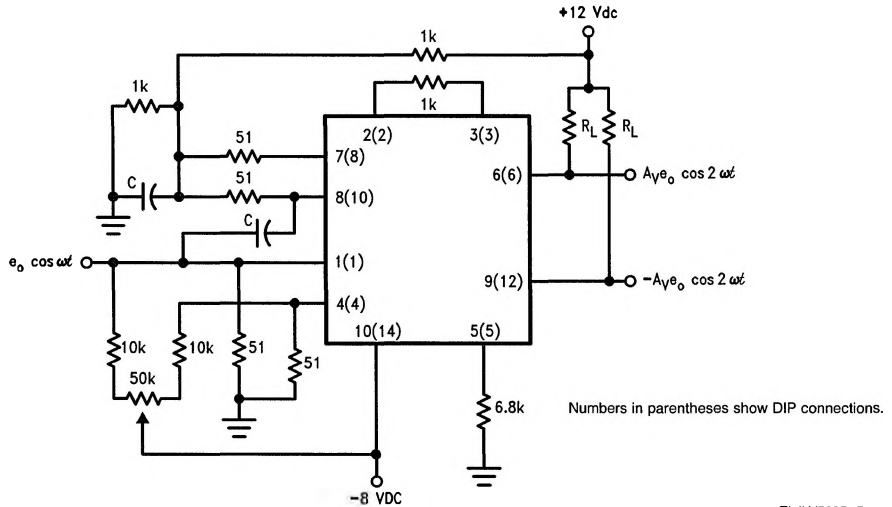 +12 Vdc
1k
1k
1k
2(2)
3(3)
R_L
R_L
51
7(8)
51
6(6)
A_V e_o cos 2 ωt
C
8(10)
C
e_o cos ωt
1(1)
9(12)
-A_V e_o cos 2 ωt
4(4)
10(14)
5(5)
10k
10k
51
51
50k
6.8k
Numbers in parentheses show DIP connections.
-8 VDC